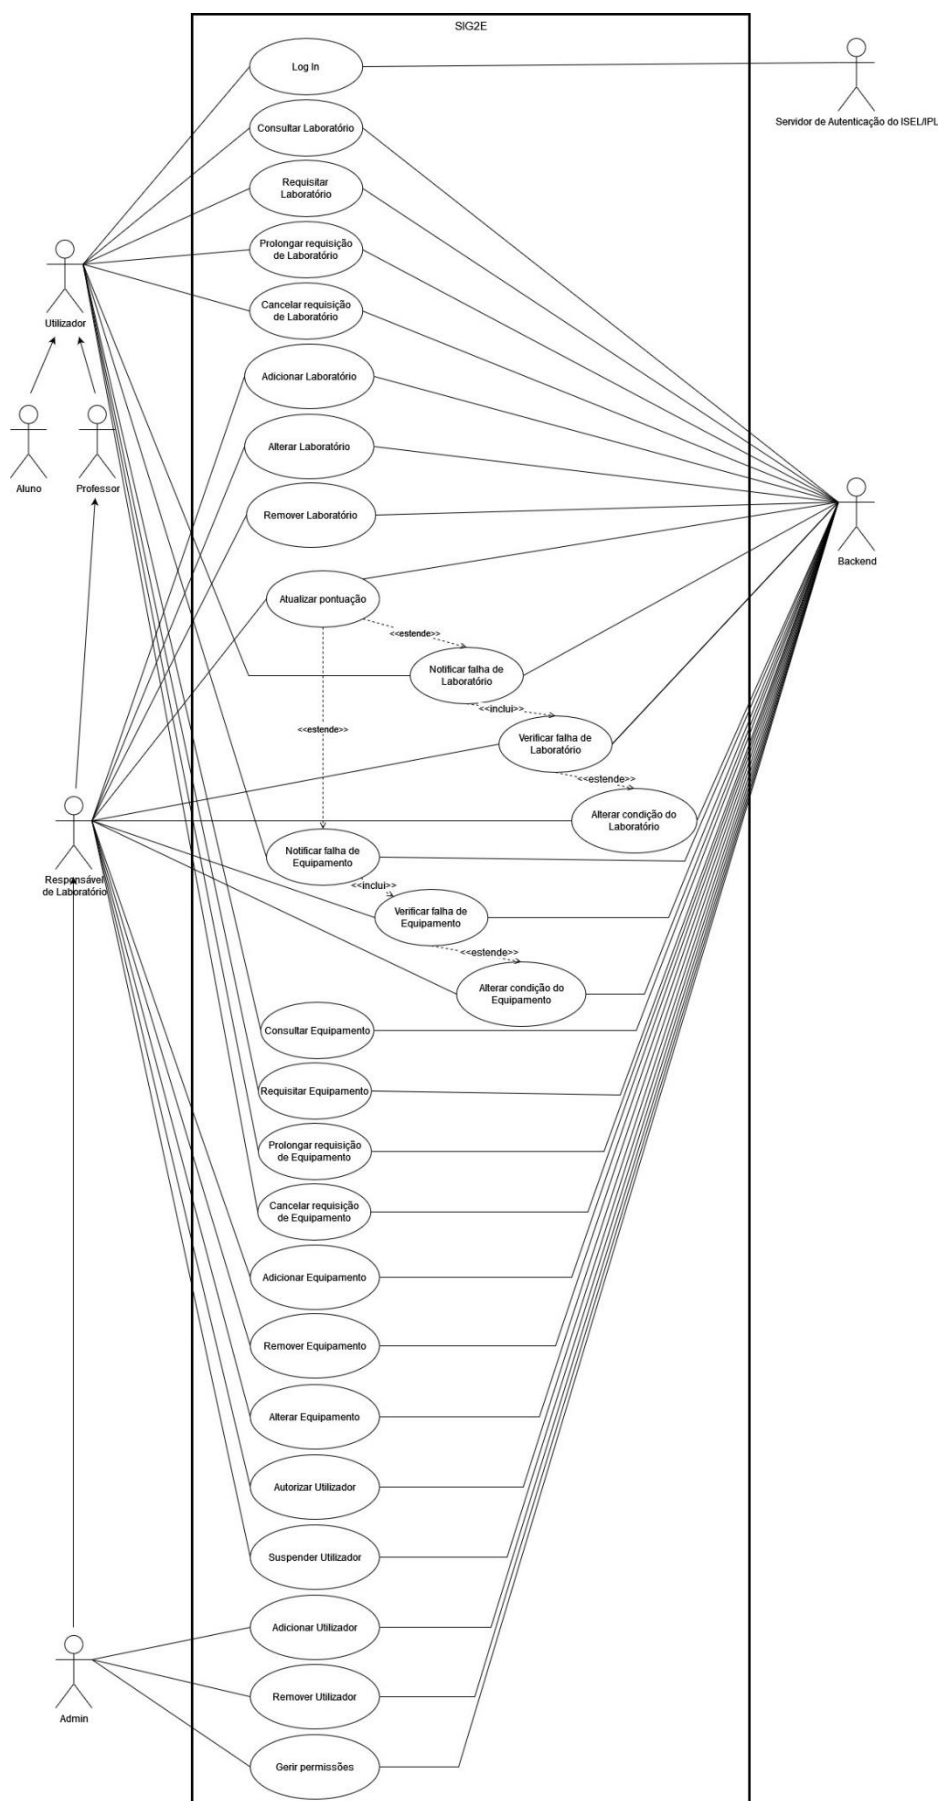 SIG2E
Log In
Servidor de Autenticação do ISEL/IPL
Consultar Laboratório
Requisitar
Laboratório
Prolongar requisição
de Laboratório
Utilizador
Cancelar requisição
de Laboratório
Adicionar Laboratório
Alterar Laboratório
Aluno
Professor
Remover Laboratório
Backend
Atualizar pontuação
<<estende>>
Notificar falha de
Laboratório
<<inclui>>
<<estende>>
Verificar falha de
Laboratório
<<estende>>
Alterar condição do
Laboratório
Notificar falha de
Equipamento
Responsável
de Laboratório
<<inclui>>
Verificar falha de
Equipamento
<<estende>>
Alterar condição do
Equipamento
Consultar Equipamento
Requisitar Equipamento
Prolongar requisição
de Equipamento
Cancelar requisição
de Equipamento
Adicionar Equipamento
Remover Equipamento
Alterar Equipamento
Autorizar Utilizador
Suspender Utilizador
Adicionar Utilizador
Remover Utilizador
Admin
Gerir permissões